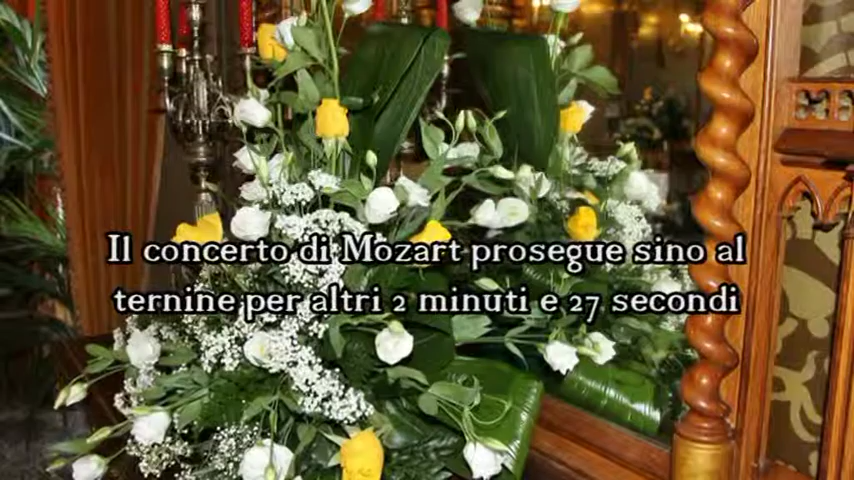 Il concerto di Mozart prosegue sino al
ternine per altri 2 minuti e 27 secondi